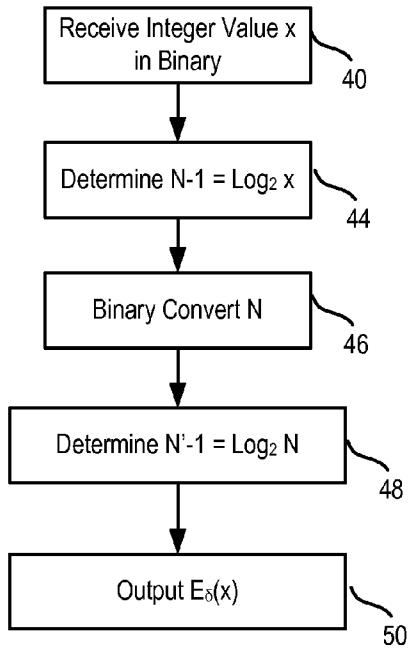 Receive Integer Value x
in Binary
40
Determine N-1 = Log₂ x
44
Binary Convert N
46
Determine N'-1 = Log₂ N
48
Output E_δ(x)
50